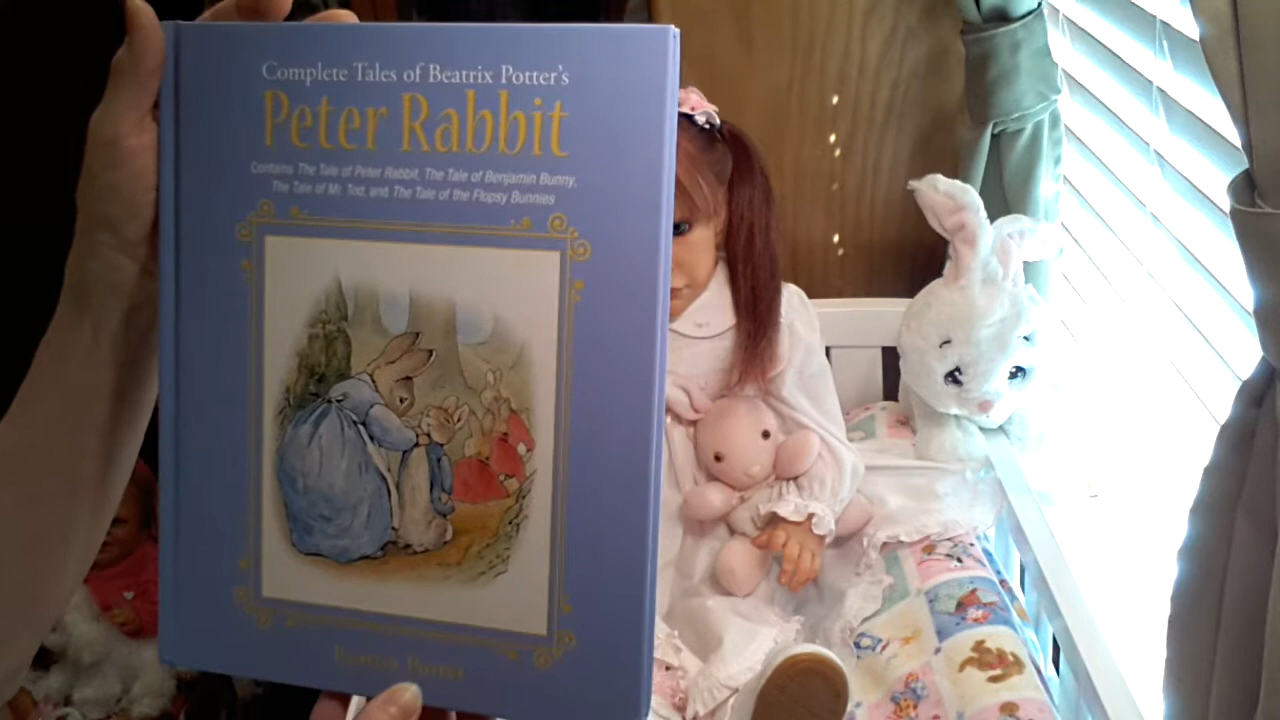 Complete Tales of Beatrix Potter's
Peter Rabbit
Contains The Tale of Peter Rabbit, The Tale of Benjamin Bunny,
The Tale of Mr. Tod, and The Tale of the Flopsy Bunnies
Beatrix Potter